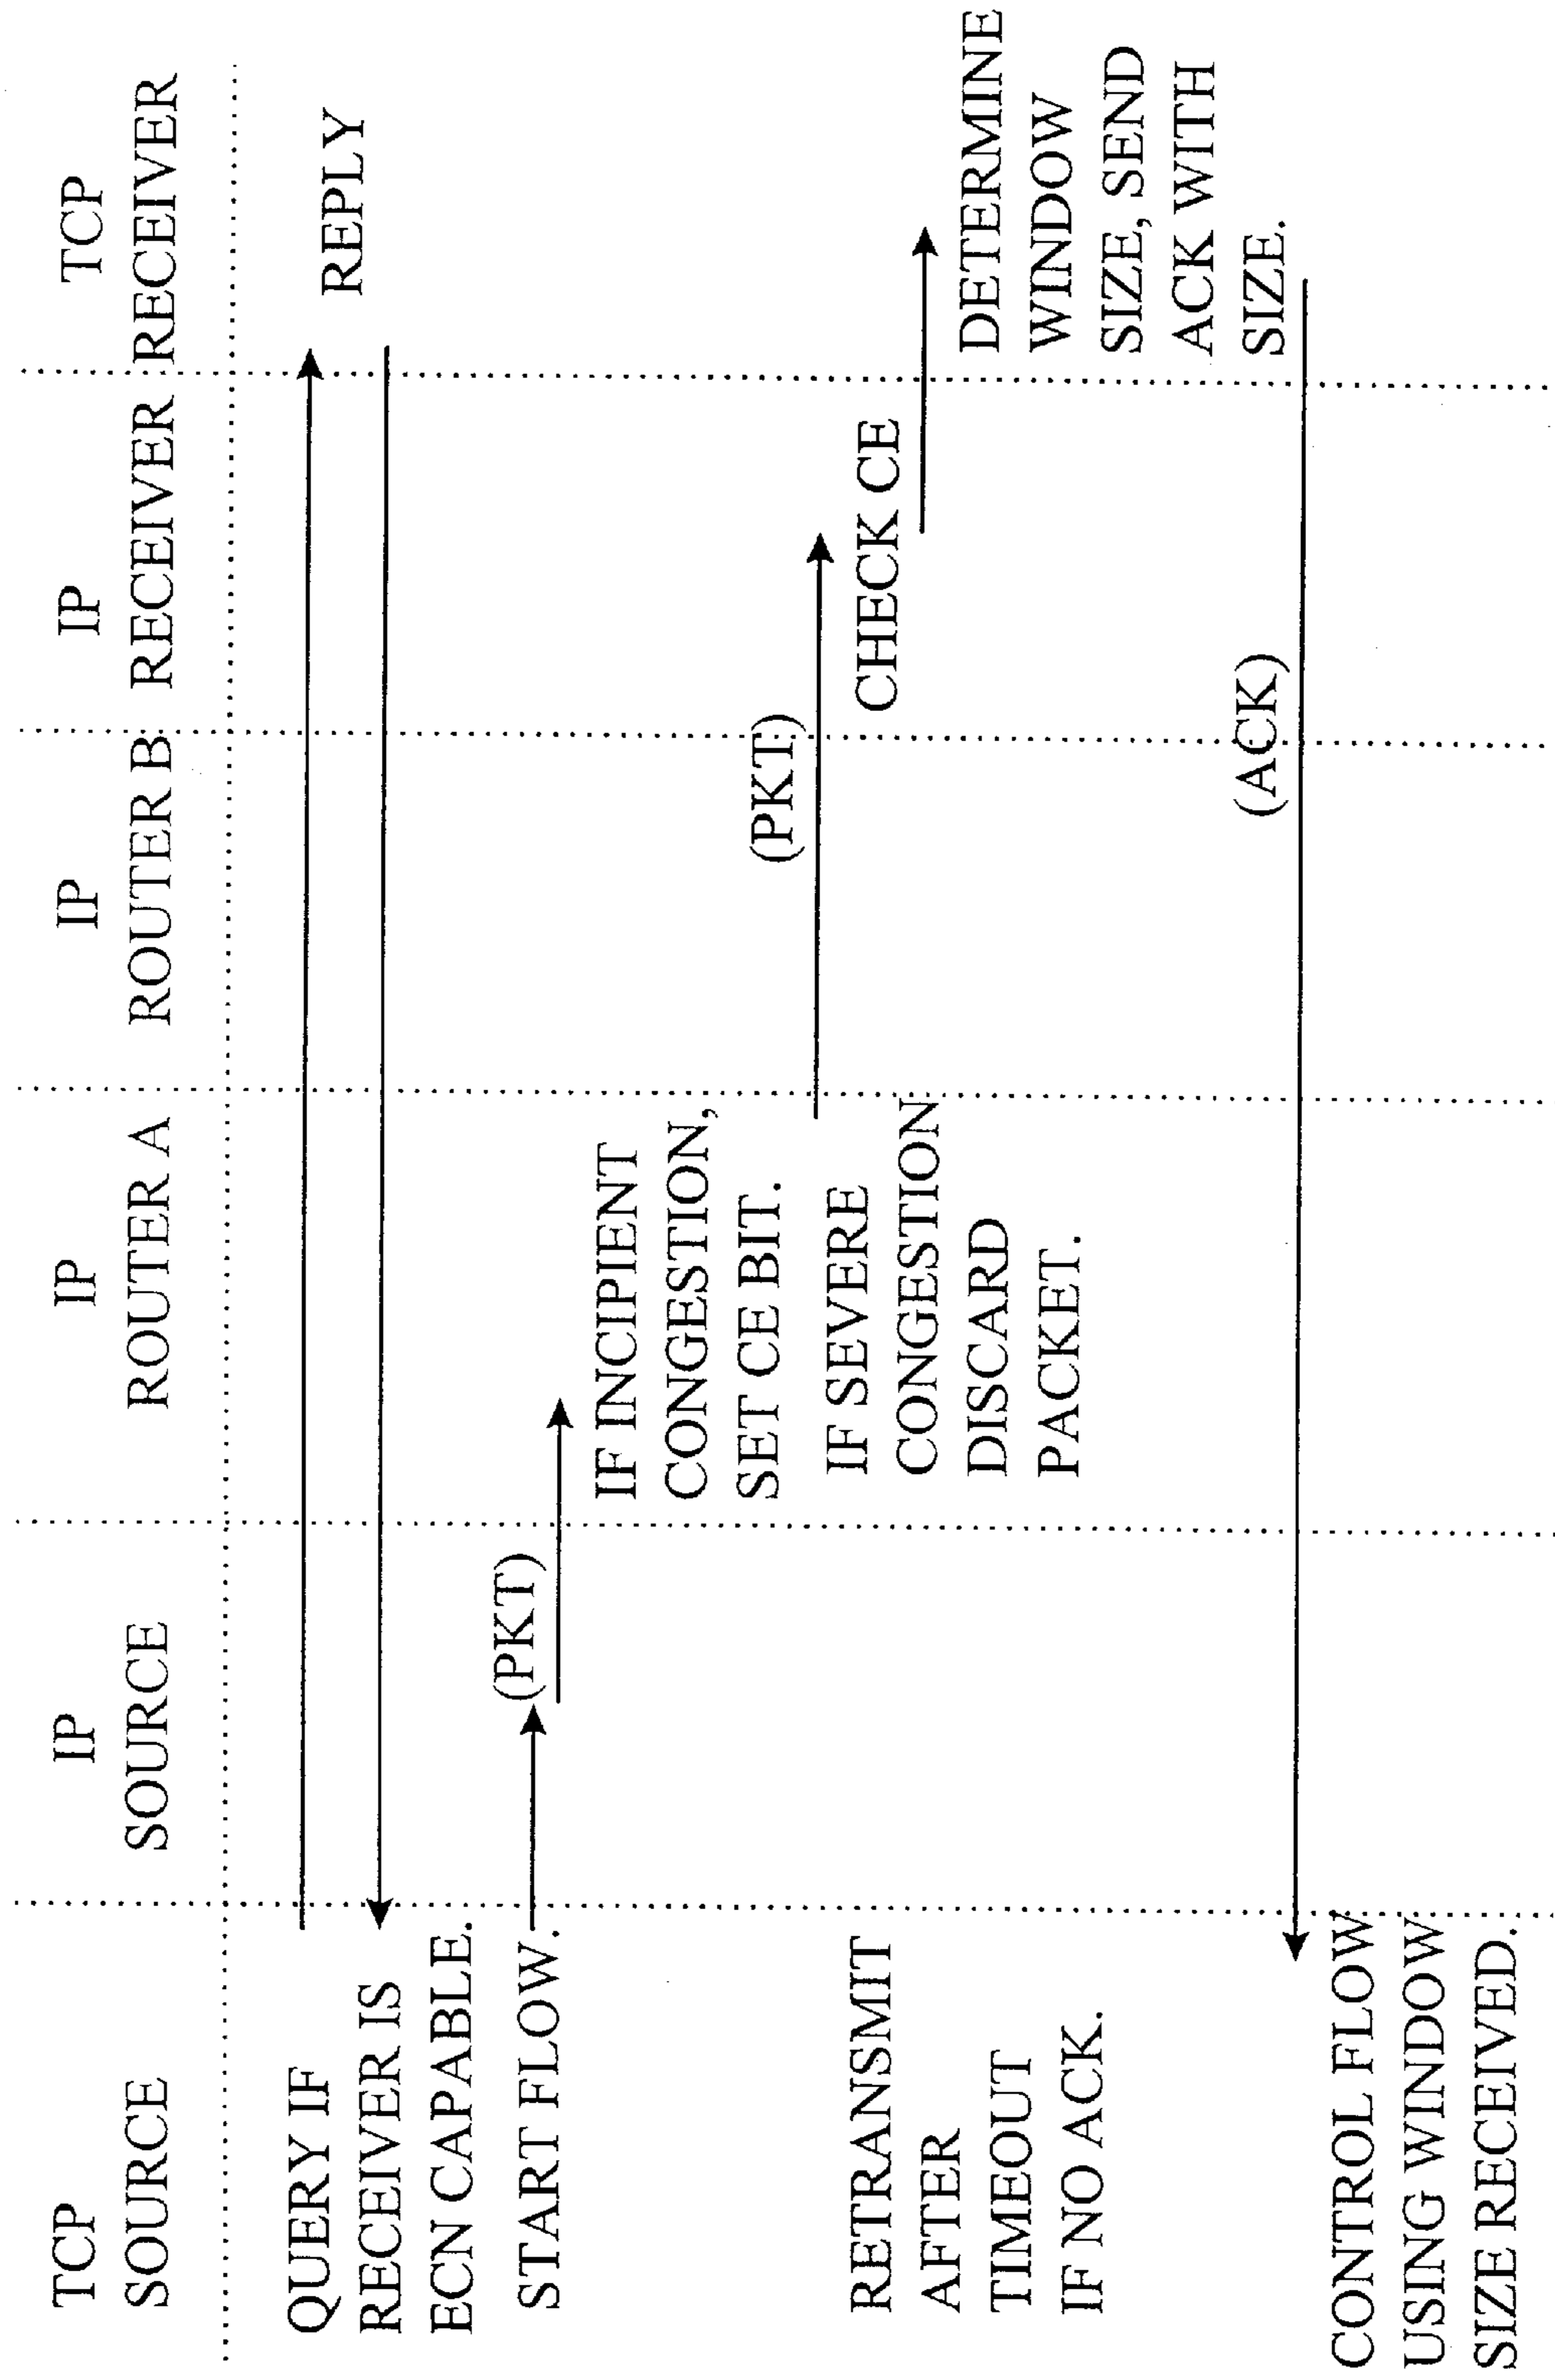 TCP
SOURCE
IP
SOURCE
IP
ROUTER A
IP
ROUTER B
IP
RECEIVER
TCP
RECEIVER
QUERY IF
RECEIVER IS
ECN CAPABLE.
REPLY
START FLOW.
(PKT)
IF INCIPIENT
CONGESTION,
SET CE BIT.
IF SEVERE
CONGESTION
DISCARD
PACKET.
(PKT)
CHECK CE
DETERMINE
WINDOW
SIZE, SEND
ACK WITH
SIZE.
RETRANSMIT
AFTER
TIMEOUT
IF NO ACK.
(ACK)
CONTROL FLOW
USING WINDOW
SIZE RECEIVED.